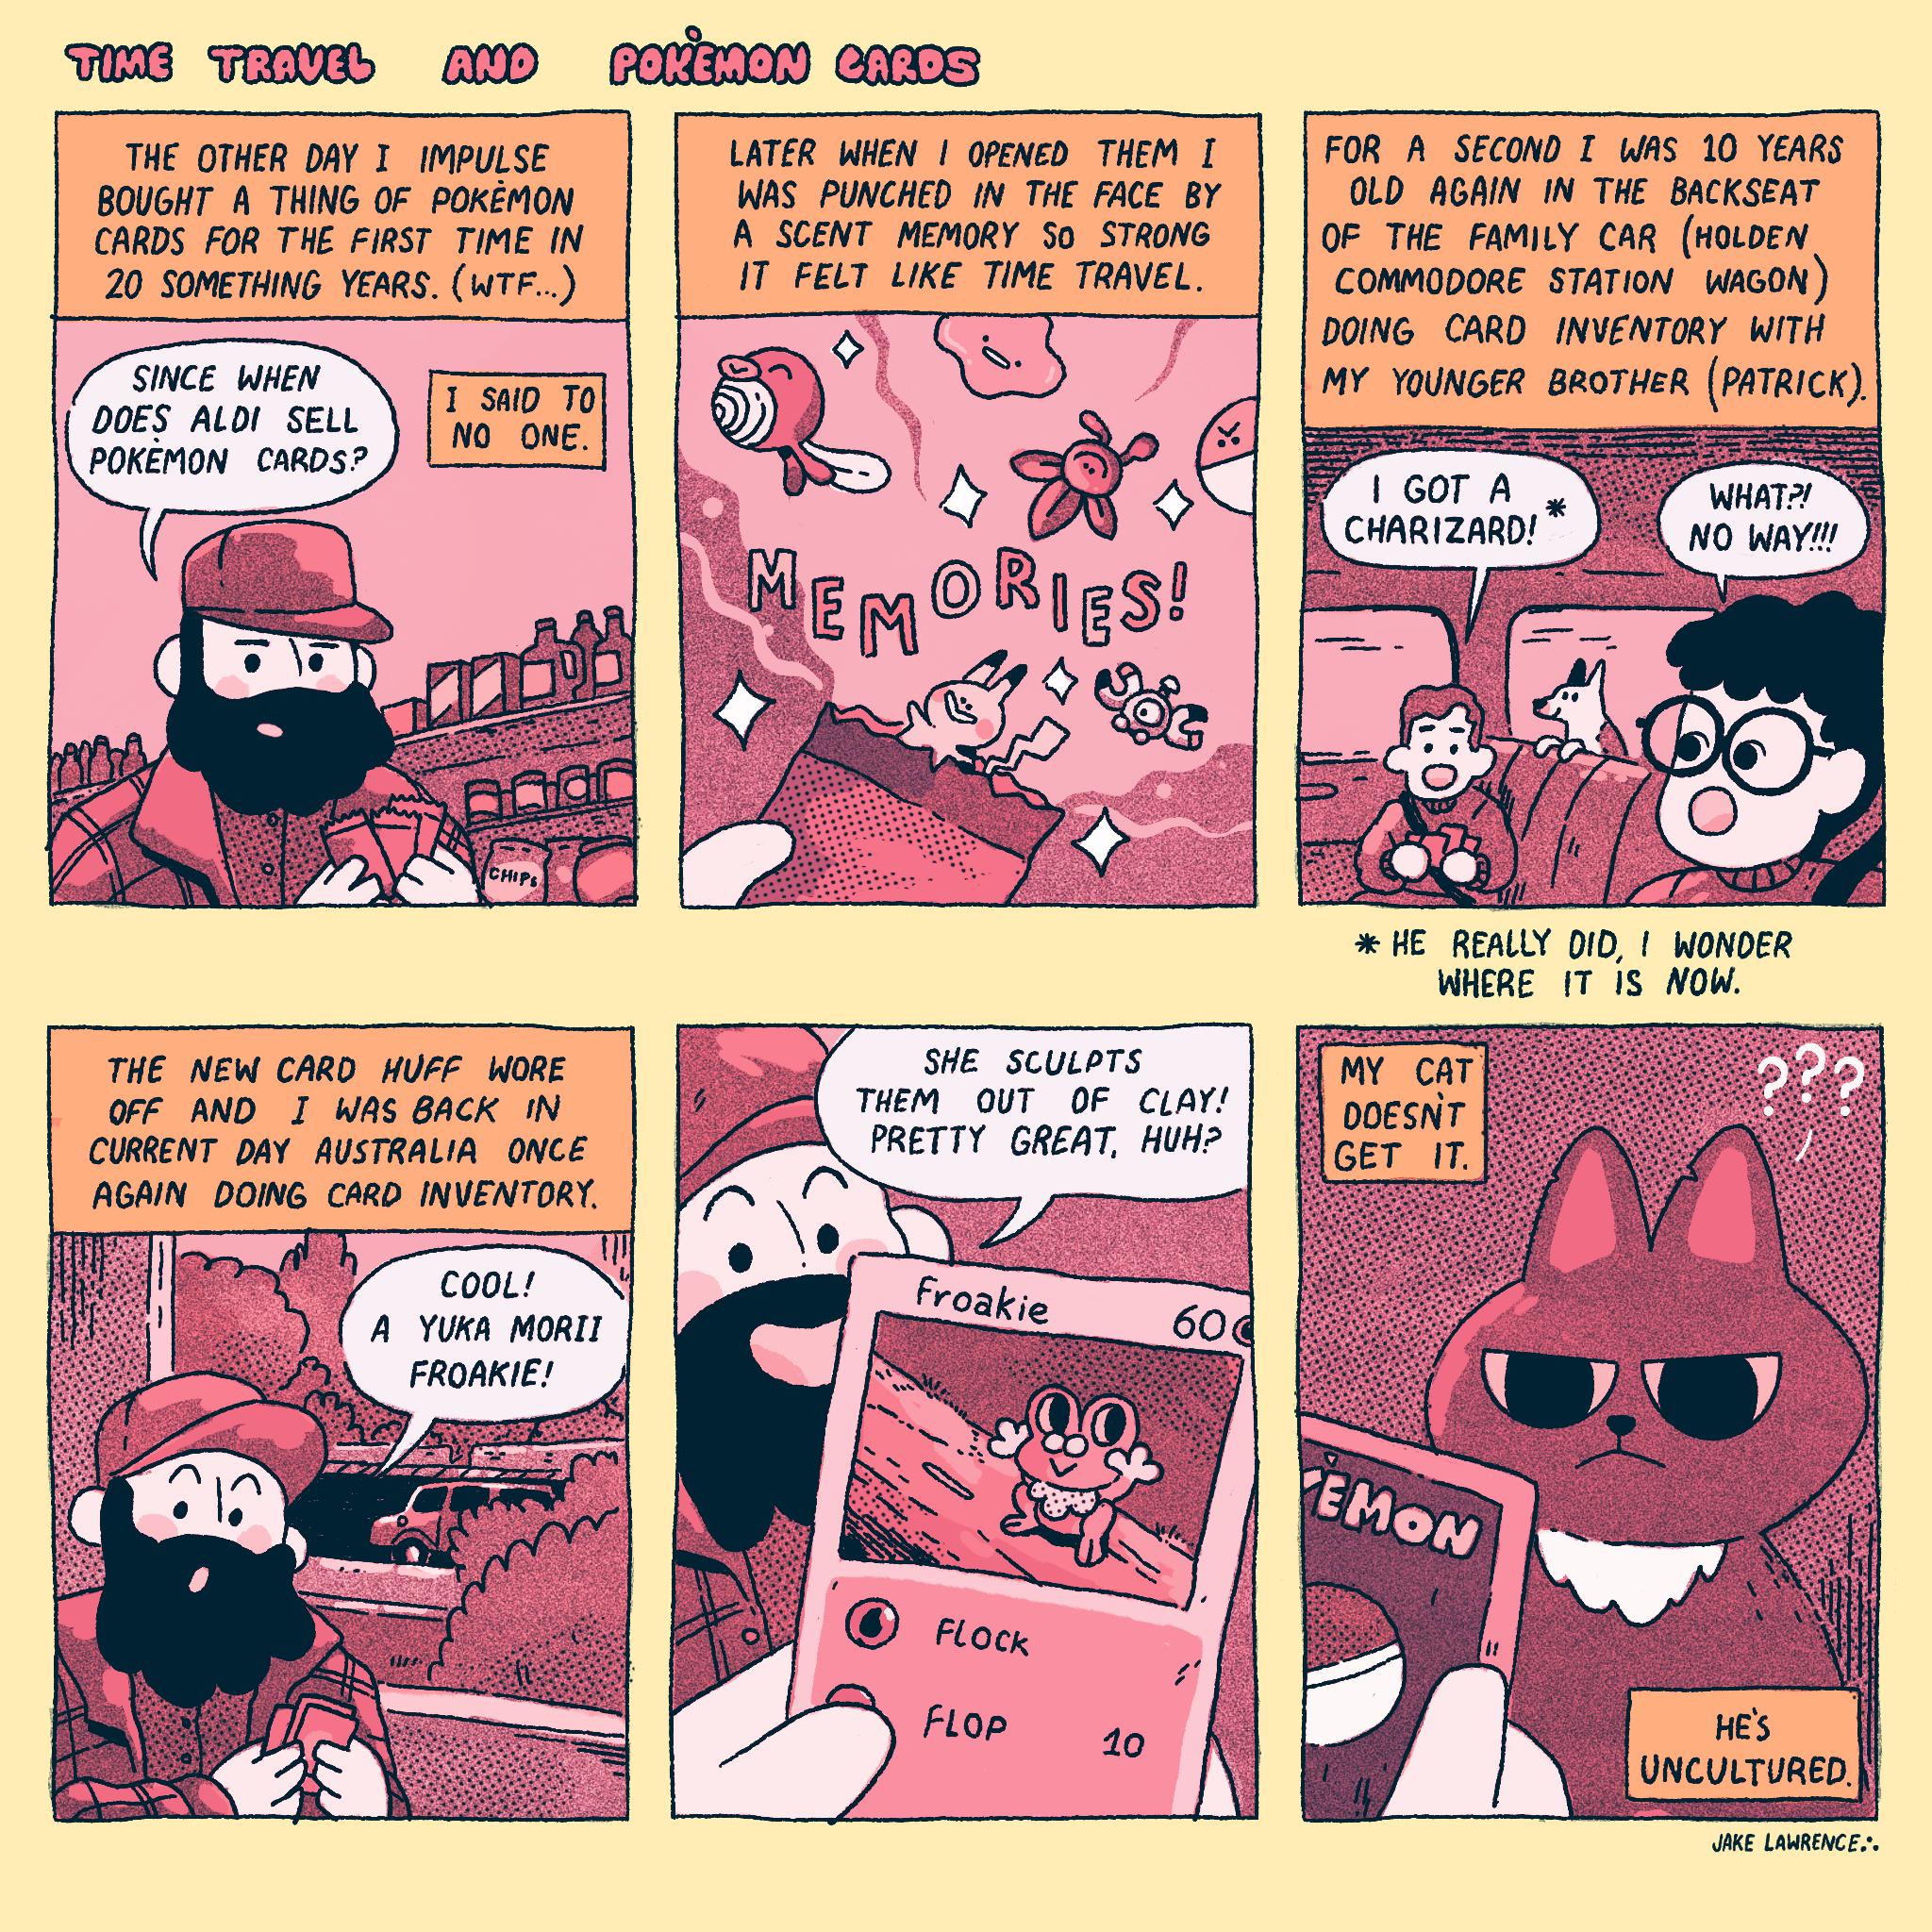 TIME TRAVEL AND POKÉMON CARDS
THE OTHER DAY I IMPULSE
BOUGHT A THING OF POKÉMON
CARDS FOR THE FIRST TIME IN
20 SOMETHING YEARS. (WTF...)
SINCE WHEN
DOES ALDI SELL
POKÉMON CARDS?
I SAID TO
NO ONE.
CHIPS
LATER WHEN I OPENED THEM I
WAS PUNCHED IN THE FACE BY
A SCENT MEMORY SO STRONG
IT FELT LIKE TIME TRAVEL.
MEMORIES!
FOR A SECOND I WAS 10 YEARS
OLD AGAIN IN THE BACKSEAT
OF THE FAMILY CAR (HOLDEN
COMMODORE STATION WAGON)
DOING CARD INVENTORY WITH
MY YOUNGER BROTHER (PATRICK).
I GOT A
CHARIZARD! *
WHAT?!
NO WAY!!!
* HE REALLY DID, I WONDER
WHERE IT IS NOW.
THE NEW CARD HUFF WORE
OFF AND I WAS BACK IN
CURRENT DAY AUSTRALIA ONCE
AGAIN DOING CARD INVENTORY.
COOL!
A YUKA MORII
FROAKIE!
SHE SCULPTS
THEM OUT OF CLAY!
PRETTY GREAT, HUH?
Froakie 60
FLOCK
FLOP 10
MY CAT
DOESN'T
GET IT.
???
ÉMON
HE'S
UNCULTURED.
JAKE LAWRENCE